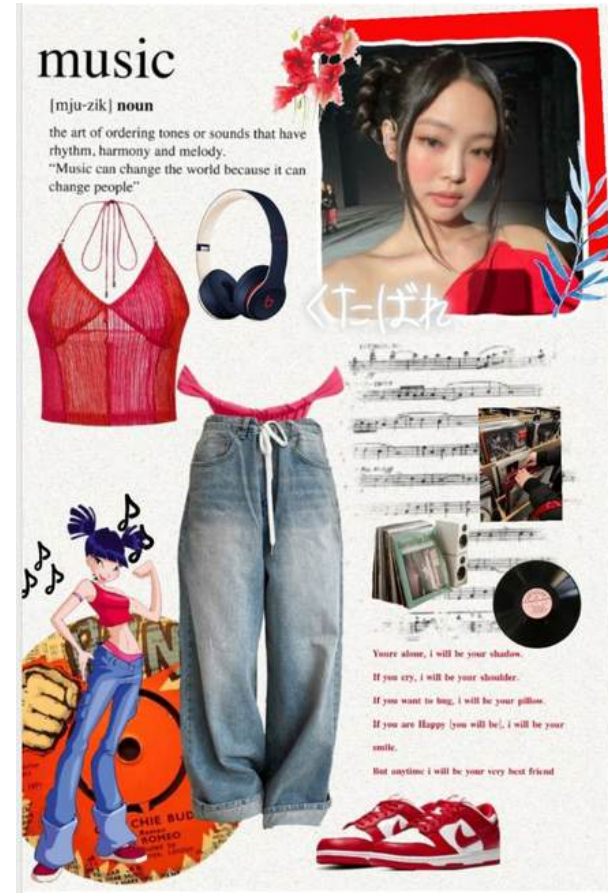 music
[mju-zik] noun
the art of ordering tones or sounds that have
rhythm, harmony and melody.
“Music can change the world because it can
change people”
くたばれ
Youre alone, i will be your shadow.
If you cry, i will be your shoulder.
If you want to hug, i will be your pillow.
If you are Happy [you will be], i will be your
smile.
But anytime i will be your very best friend
CHIE BUD
ROMEO